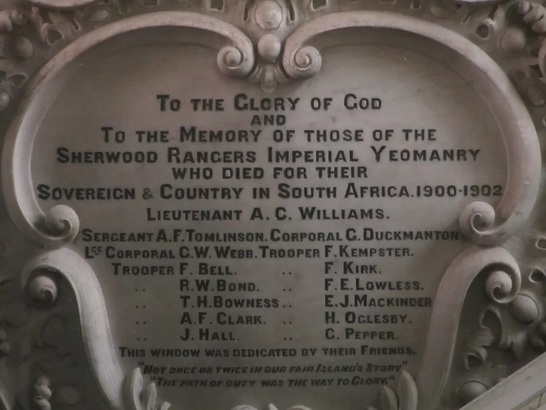 To the Glory of God
and
To the Memory of those of the
Sherwood Rangers Imperial Yeomanry
who died for their
Sovereign & Country in South Africa. 1900-1902
Lieutenant A. C. Williams.
Sergeant A. F. Tomlinson. Corporal G. Duckmanton.
Lce Corporal C. W. Webb. Trooper F. Kempster.
Trooper F. Bell. .. F. Kirk.
.. R. W. Bond. .. F. E. Lowless.
.. T. H. Bowness .. E. J. Mackinder
.. A. F. Clark. .. H. Oglesby.
.. J. Hall. .. C. Pepper.
This window was dedicated by their Friends.
"Not once or twice in our fair Island's Story"
"The path of duty was the way to Glory."